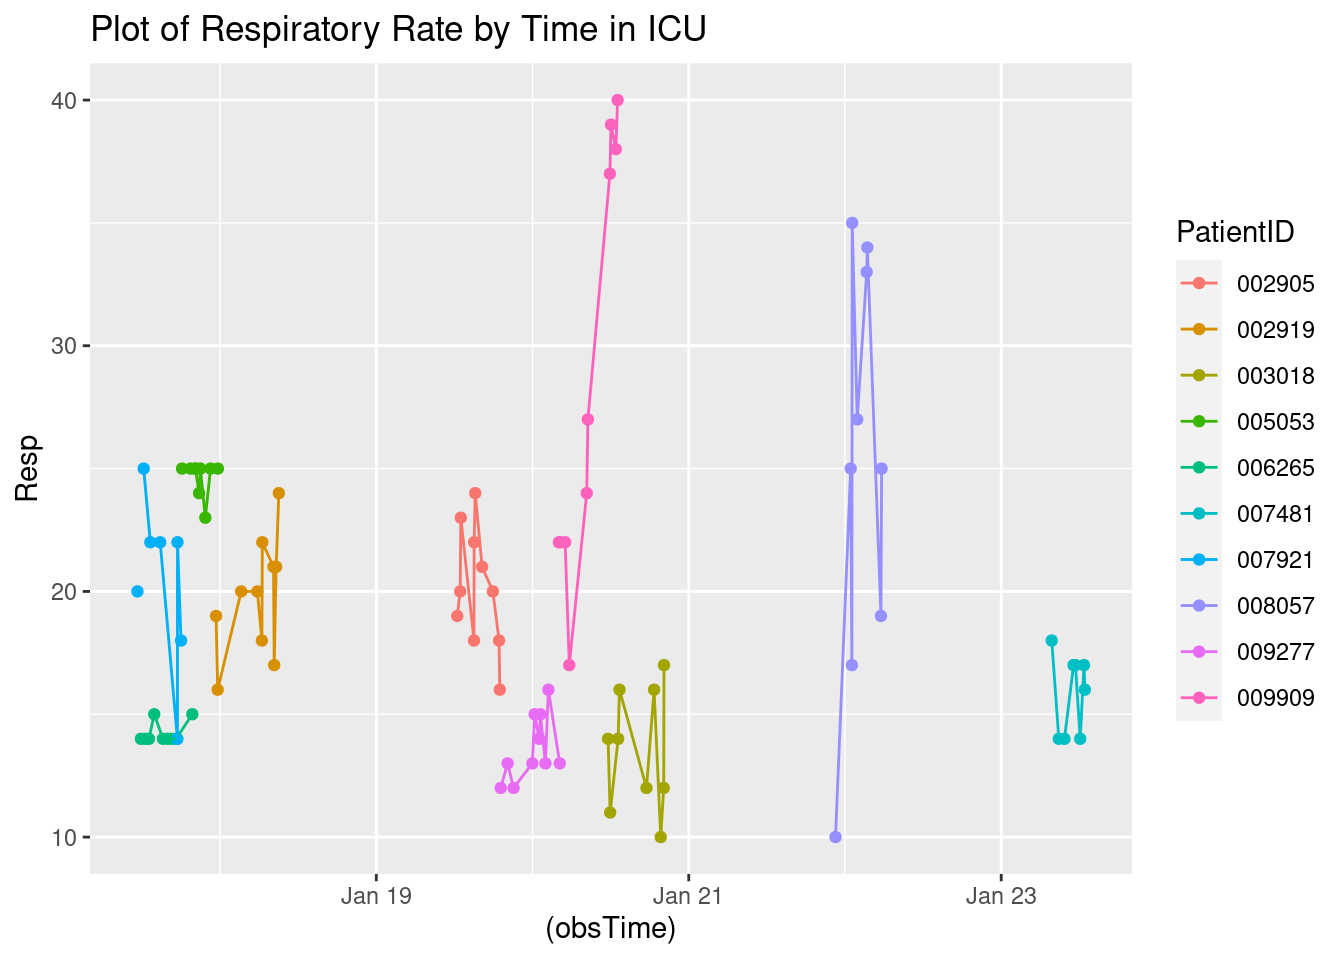 Plot of Respiratory Rate by Time in ICU
40
30
20
10
Resp
Jan 19
Jan 21
Jan 23
(obsTime)
PatientID
002905
002919
003018
005053
006265
007481
007921
008057
009277
009909